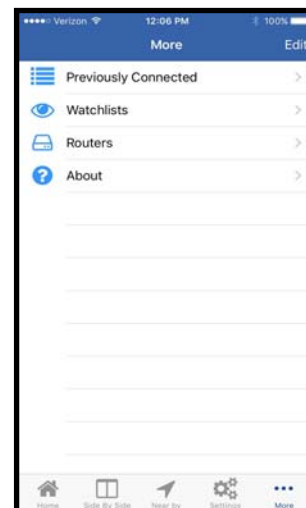 Verizon 12:06 PM 100%
More Edit
Previously Connected
Watchlists
Routers
About
Home Side By Side Near by Settings More